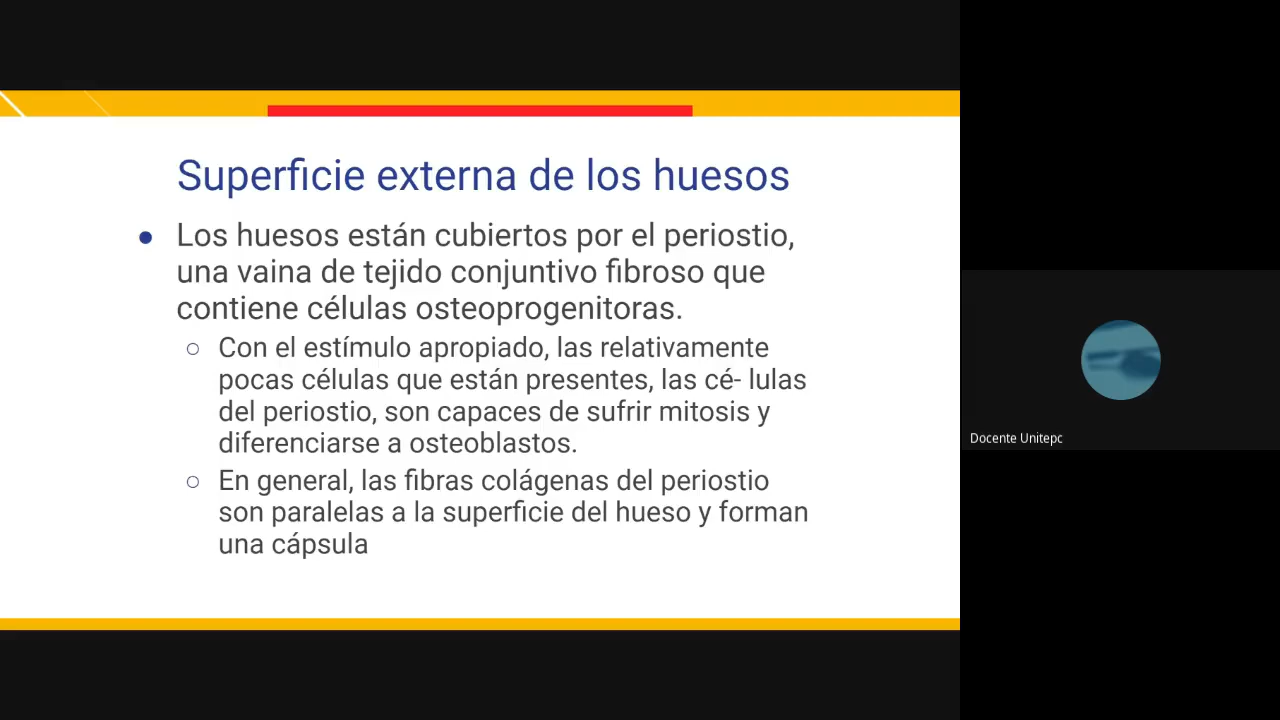 Superficie externa de los huesos
● Los huesos están cubiertos por el periostio,
una vaina de tejido conjuntivo fibroso que
contiene células osteoprogenitoras.
○ Con el estímulo apropiado, las relativamente
pocas células que están presentes, las cé- lulas
del periostio, son capaces de sufrir mitosis y
diferenciarse a osteoblastos.
○ En general, las fibras colágenas del periostio
son paralelas a la superficie del hueso y forman
una cápsula
Docente Unitepc